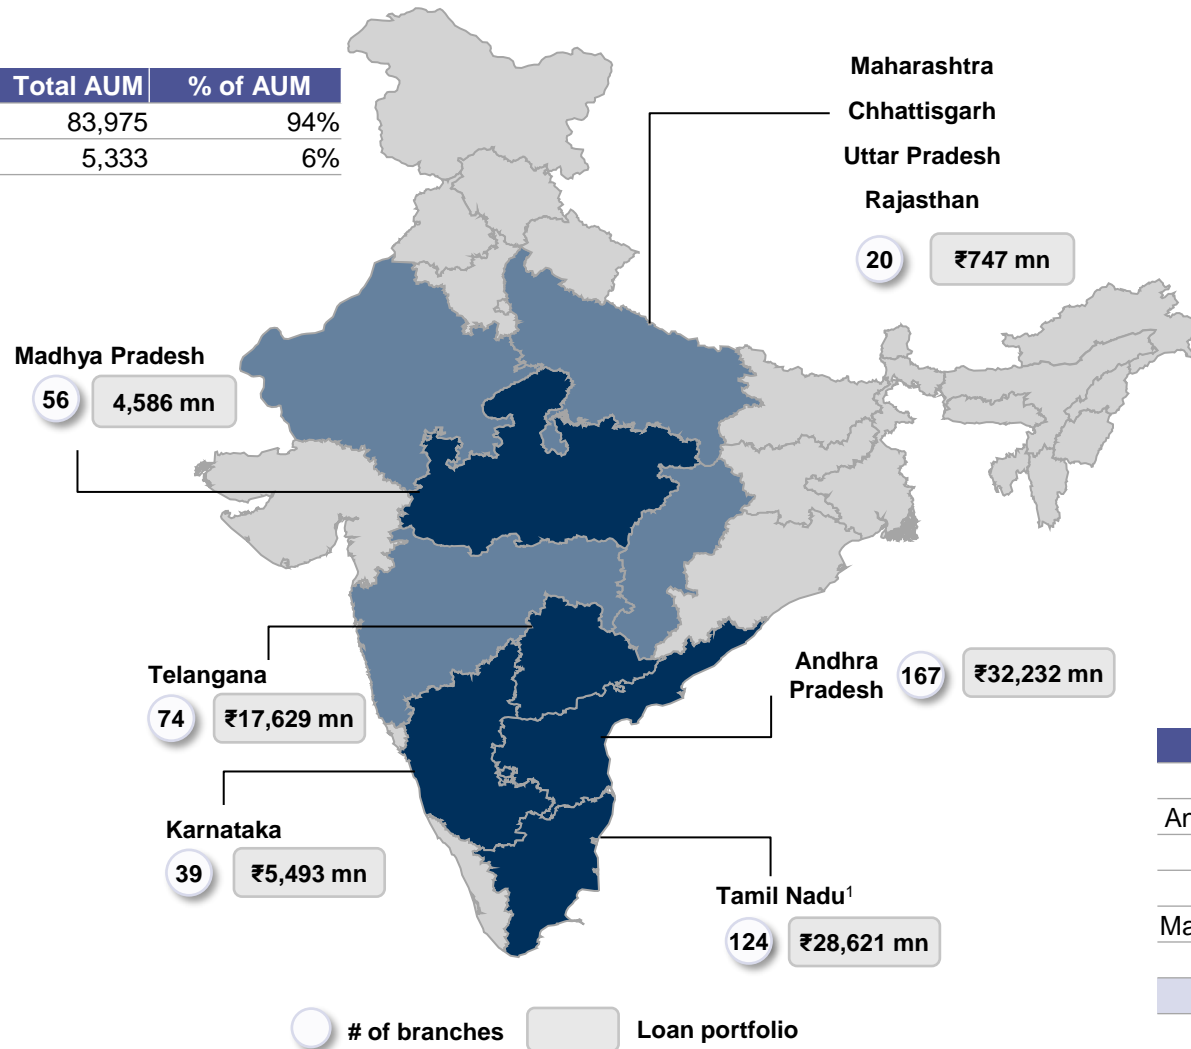 Total AUM % of AUM
83,975 94%
5,333 6%
Maharashtra
Chhattisgarh
Uttar Pradesh
Rajasthan
20 ₹747 mn
Madhya Pradesh
56 4,586 mn
Telangana
74 ₹17,629 mn
Andhra
Pradesh
167 ₹32,232 mn
Karnataka
39 ₹5,493 mn
Tamil Nadu¹
124 ₹28,621 mn
# of branches Loan portfolio